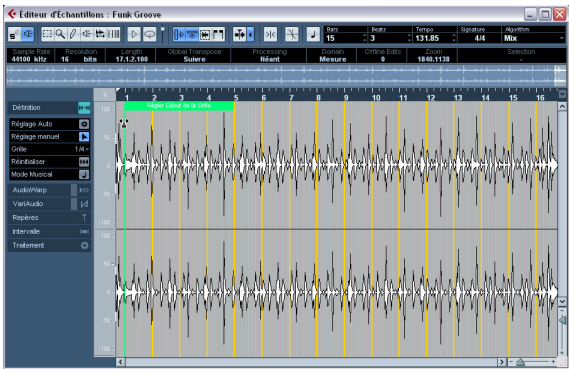 Éditeur d'Échantillons : Funk Groove
Bars Beats Tempo Signature Algorithm
15 3 131.85 4/4 Mix
Sample Rate Resolution Length Global Transpose Processing Domain Offline Edits Zoom Selection
44100 kHz 16 bits 17.1.2.100 Suivre Néant Mesure 0 1840.1138 -
% 1 2 3 4 5 6 7 8 9 10 11 12 13 14 15 16
Définition
Régler Début de la Grille
Réglage Auto
Réglage manuel
Grille 1/4
Réinitialiser
Mode Musical
AudioWarp
VariAudio
Repères
Intervalle
Traitement
100
50
0
-50
-100
50
0
-50
-100